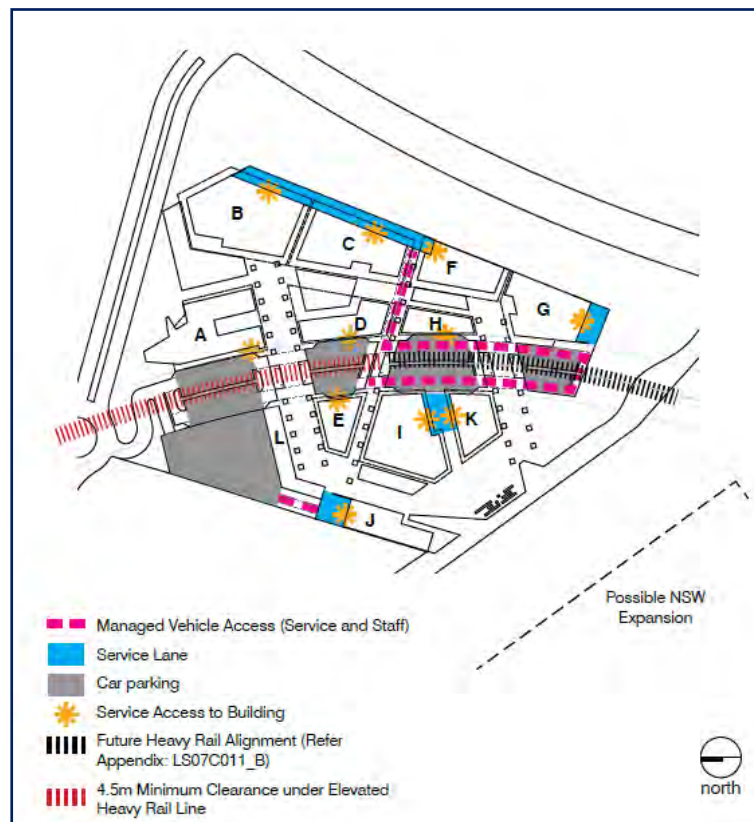 B
C
F
G
A
D
H
E
I
K
L
J
Possible NSW
Expansion
Managed Vehicle Access (Service and Staff)
Service Lane
Car parking
Service Access to Building
Future Heavy Rail Alignment (Refer
Appendix: LS07C011_B)
4.5m Minimum Clearance under Elevated
Heavy Rail Line
north